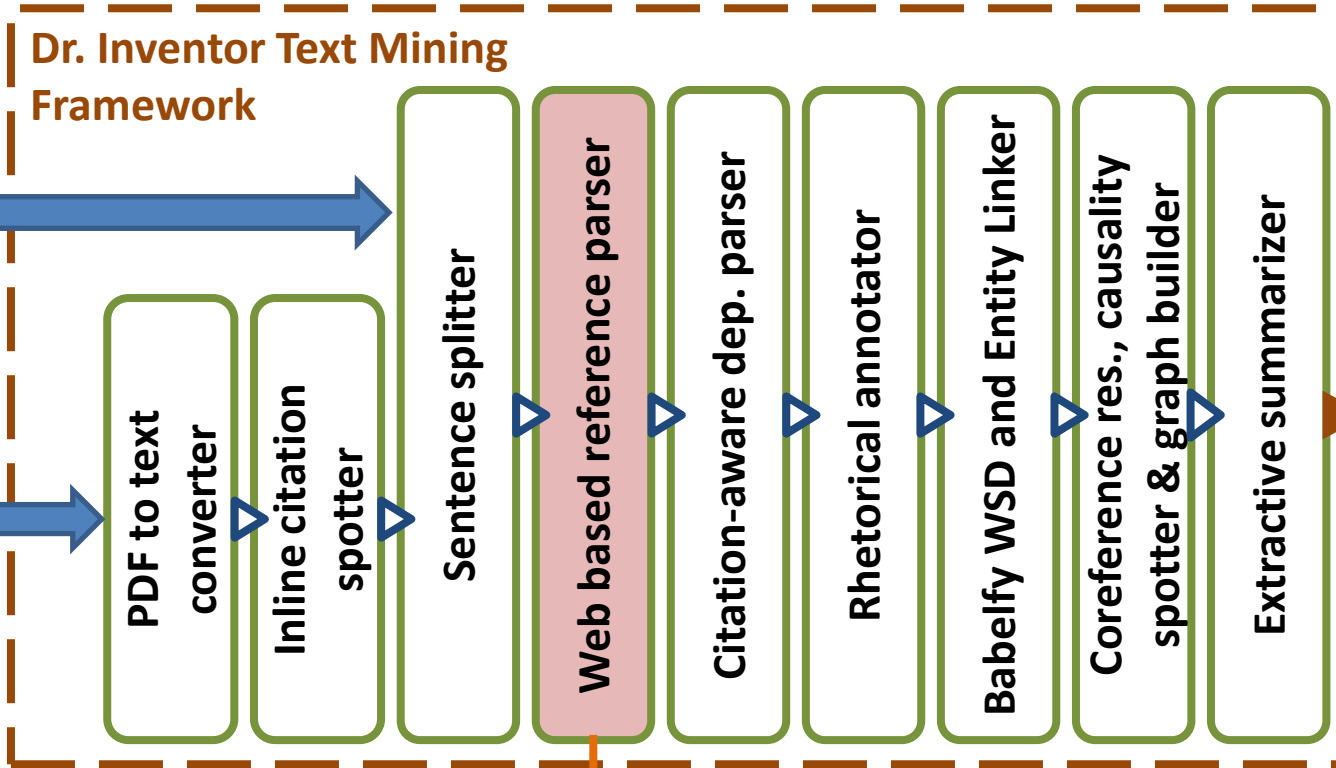 Dr. Inventor Text Mining
Framework
PDF to text
converter
Inline citation
spotter
Sentence splitter
Web based reference parser
Citation-aware dep. parser
Rhetorical annotator
Babelfy WSD and Entity Linker
Coreference res., causality
spotter & graph builder
Extractive summarizer